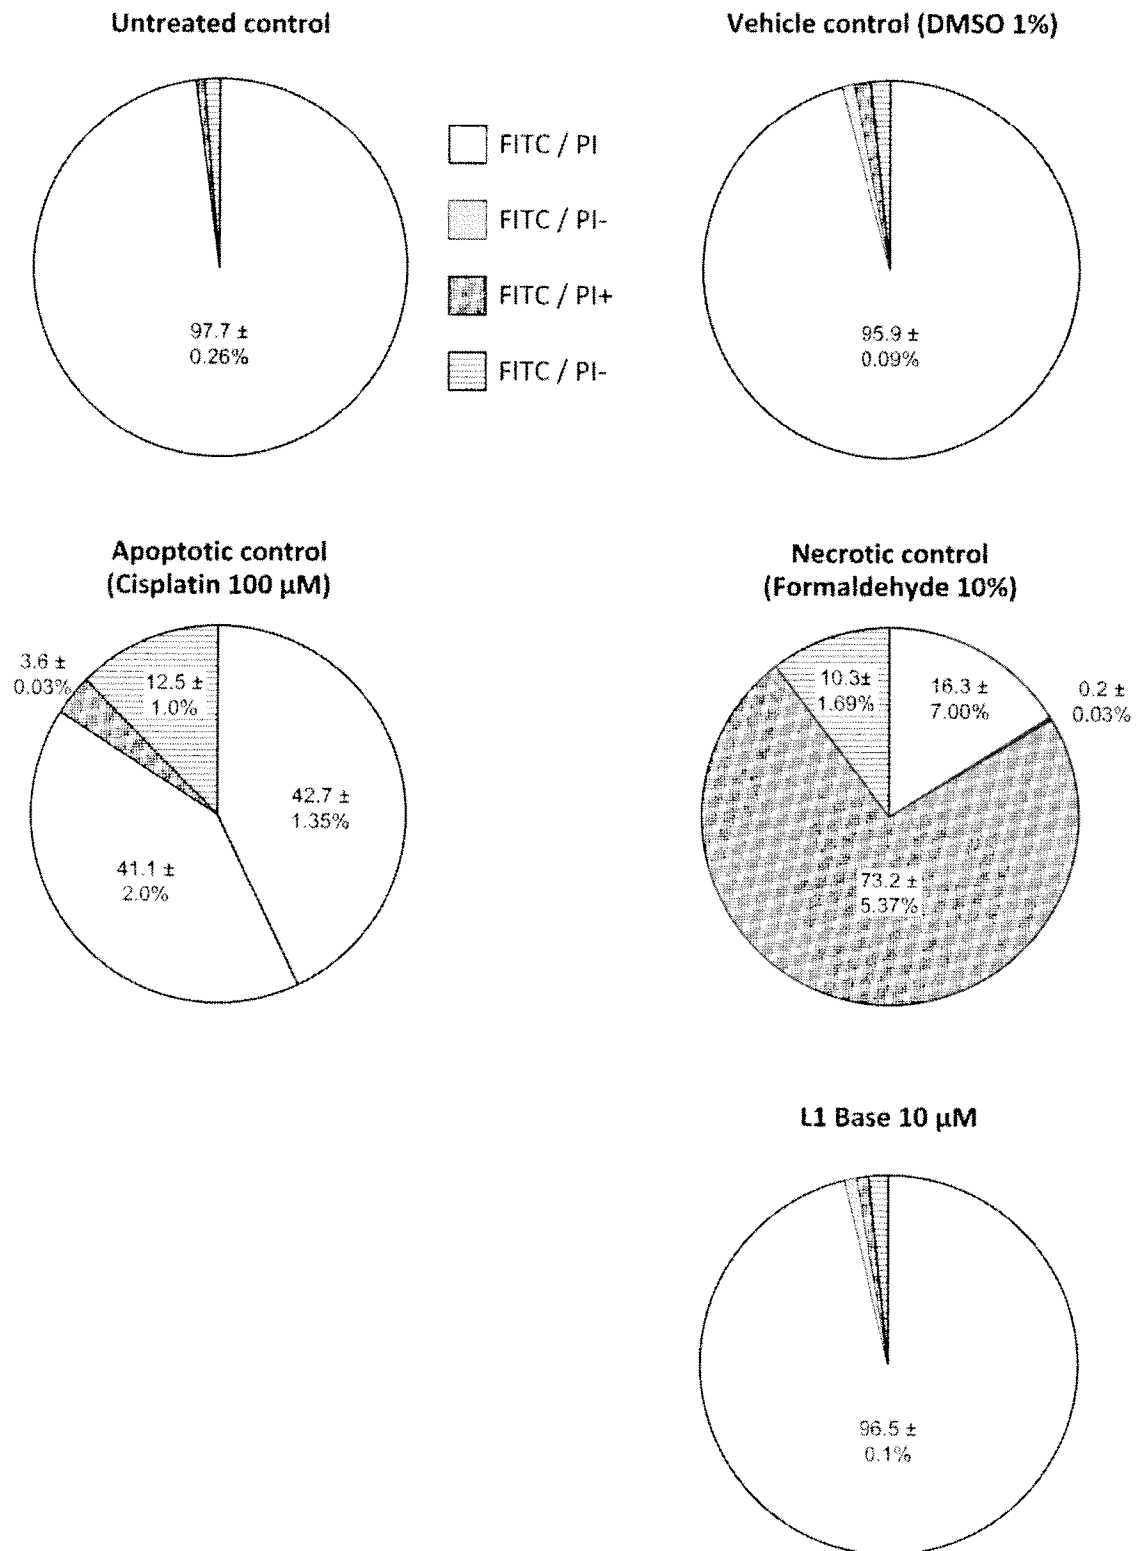 Untreated control
Vehicle control (DMSO 1%)
FITC / PI
FITC / PI-
FITC / PI+
FITC / PI-
97.7 ±
0.26%
95.9 ±
0.09%
Apoptotic control
(Cisplatin 100 µM)
Necrotic control
(Formaldehyde 10%)
3.6 ±
0.03%
12.5 ±
1.0%
42.7 ±
1.35%
41.1 ±
2.0%
10.3±
1.69%
16.3 ±
7.00%
0.2 ±
0.03%
73.2 ±
5.37%
L1 Base 10 µM
96.5 ±
0.1%